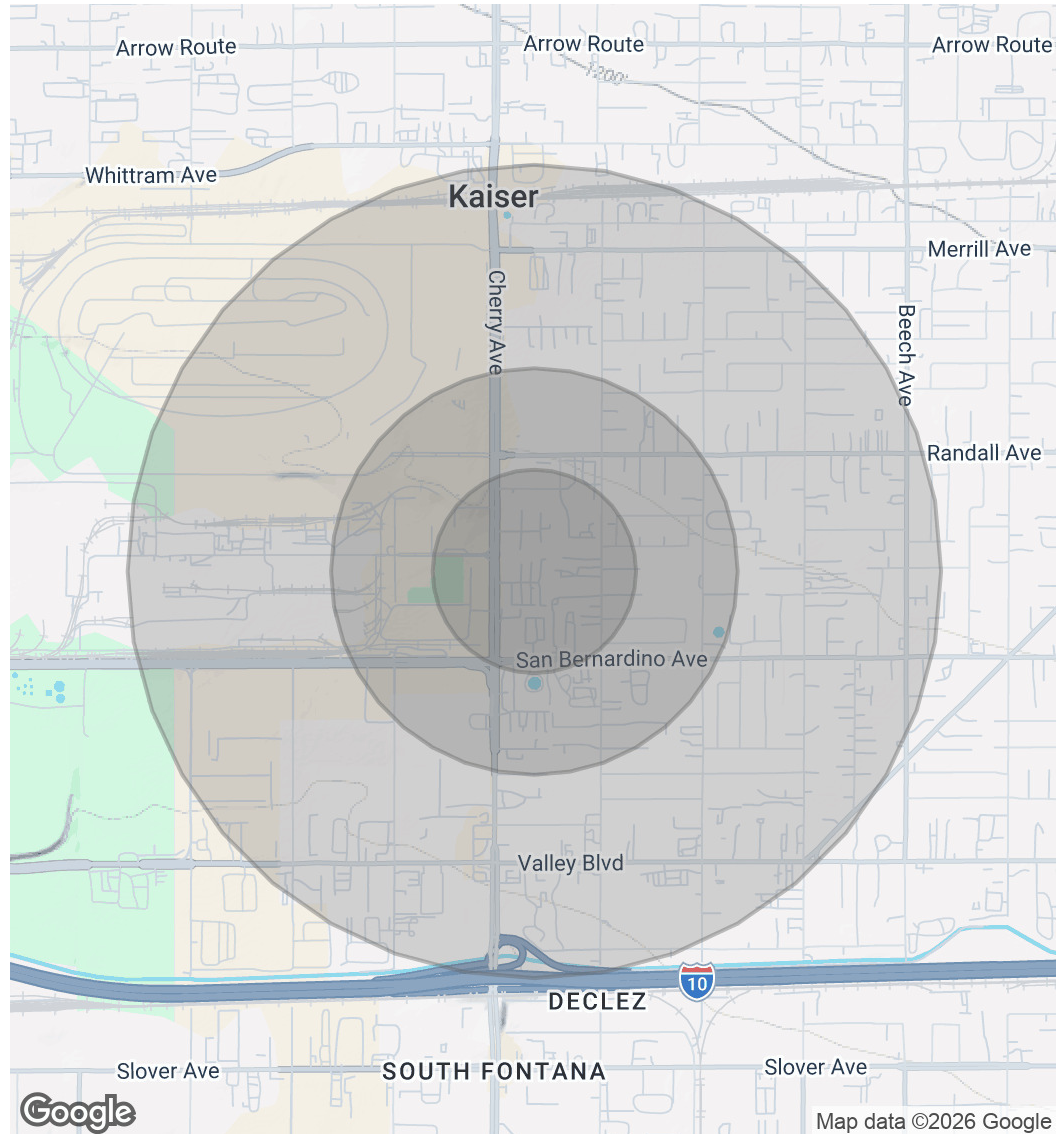 Arrow Route
Arrow Route
Arrow Route
1200'
Whittram Ave
Kaiser
Merrill Ave
Cherry Ave
Beech Ave
Randall Ave
San Bernardino Ave
Valley Blvd
10
DECLEZ
Slover Ave
SOUTH FONTANA
Slover Ave
Google
Map data ©2026 Google